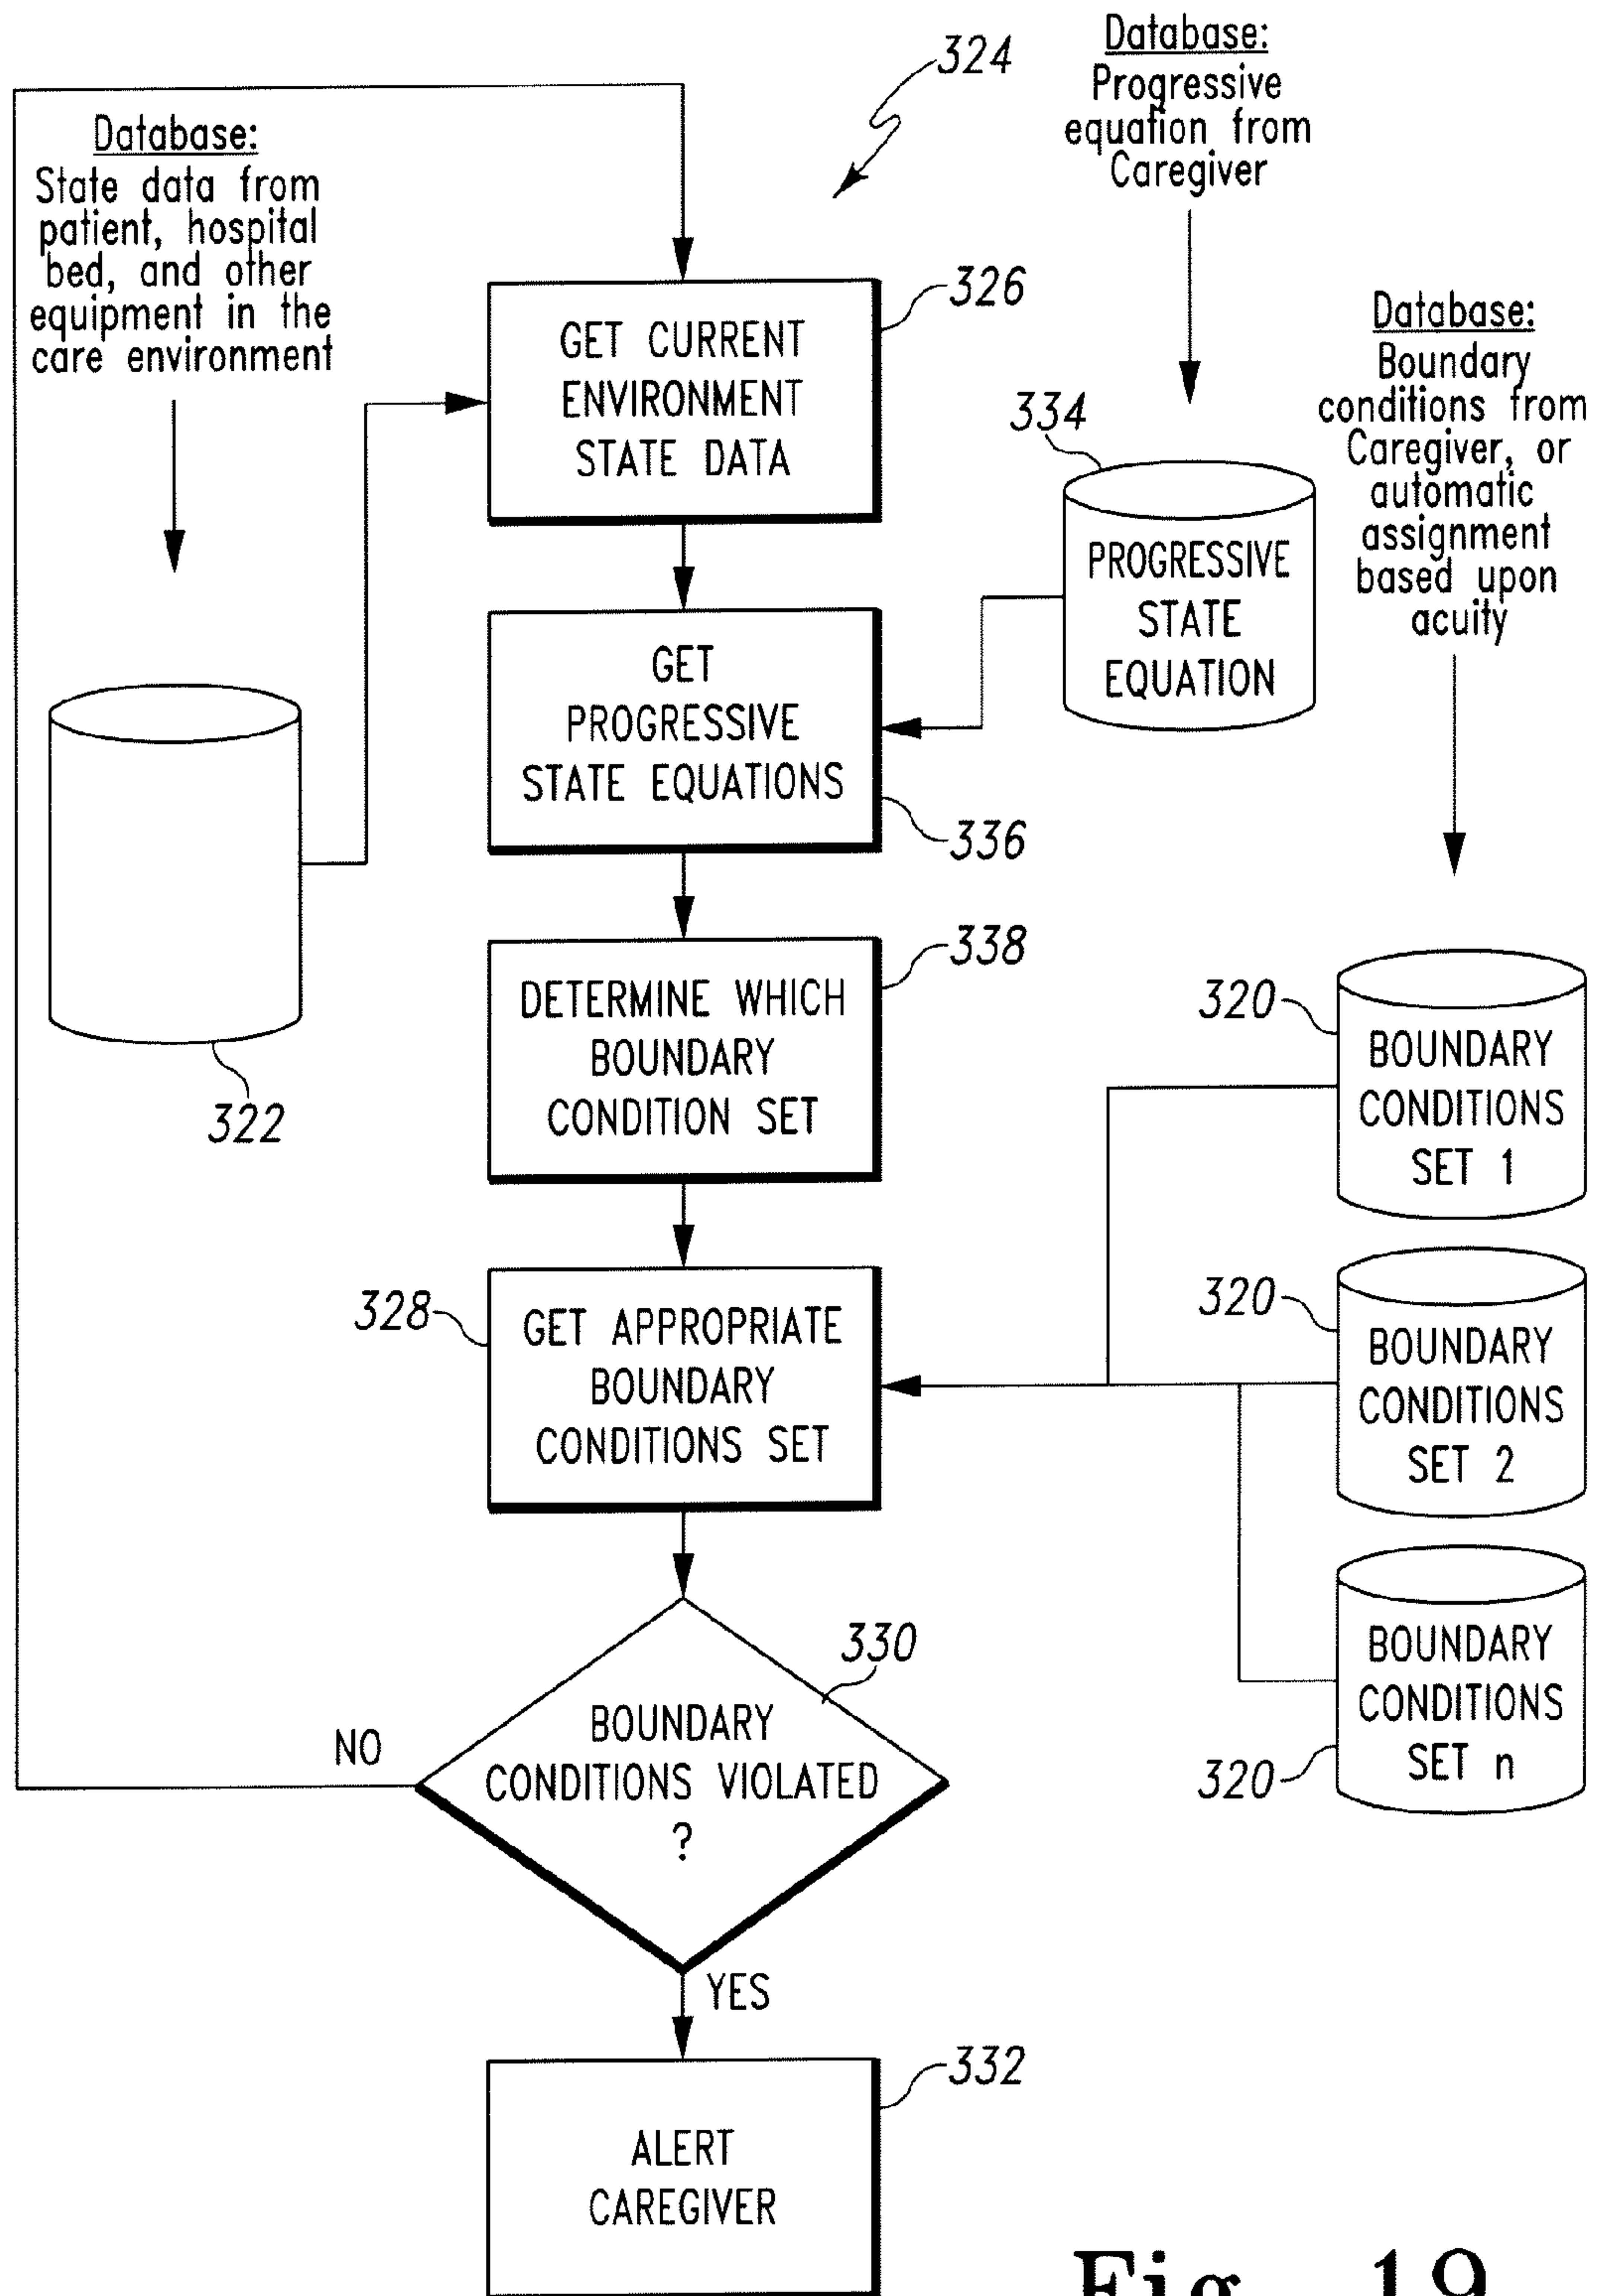 324
Database:
Progressive
equation from
Caregiver
Database:
State data from
patient, hospital
bed, and other
equipment in the
care environment
326
GET CURRENT
ENVIRONMENT
STATE DATA
Database:
Boundary
conditions from
Caregiver, or
automatic
assignment
based upon
acuity
334
PROGRESSIVE
STATE
EQUATION
GET
PROGRESSIVE
STATE EQUATIONS
336
322
338
DETERMINE WHICH
BOUNDARY
CONDITION SET
320
BOUNDARY
CONDITIONS
SET 1
328
GET APPROPRIATE
BOUNDARY
CONDITIONS SET
320
BOUNDARY
CONDITIONS
SET 2
330
BOUNDARY
CONDITIONS VIOLATED
?
NO
YES
320
BOUNDARY
CONDITIONS
SET n
332
ALERT
CAREGIVER
Fig. 19